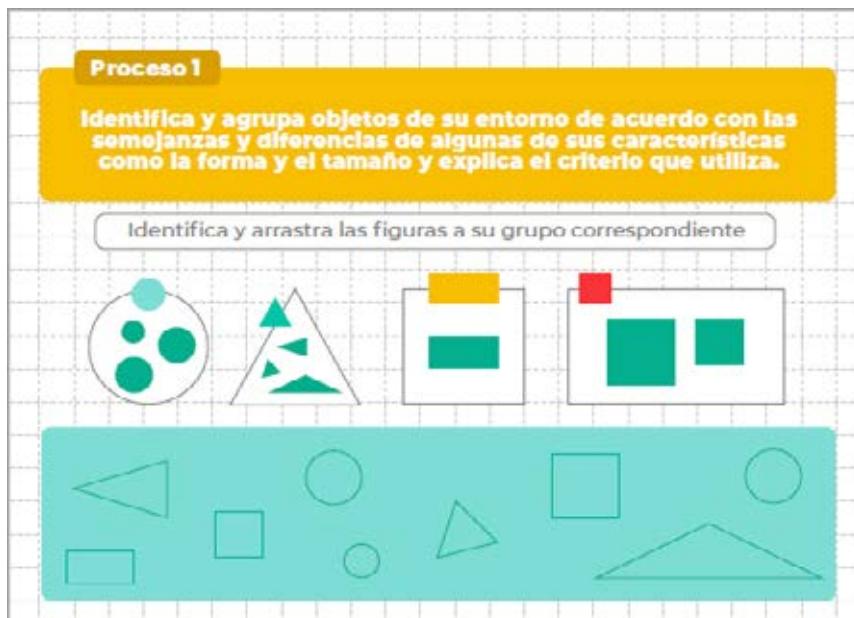 Proceso 1
Identifica y agrupa objetos de su entorno de acuerdo con las
semejanzas y diferencias de algunas de sus características
como la forma y el tamaño y explica el criterio que utiliza.
Identifica y arrastra las figuras a su grupo correspondiente